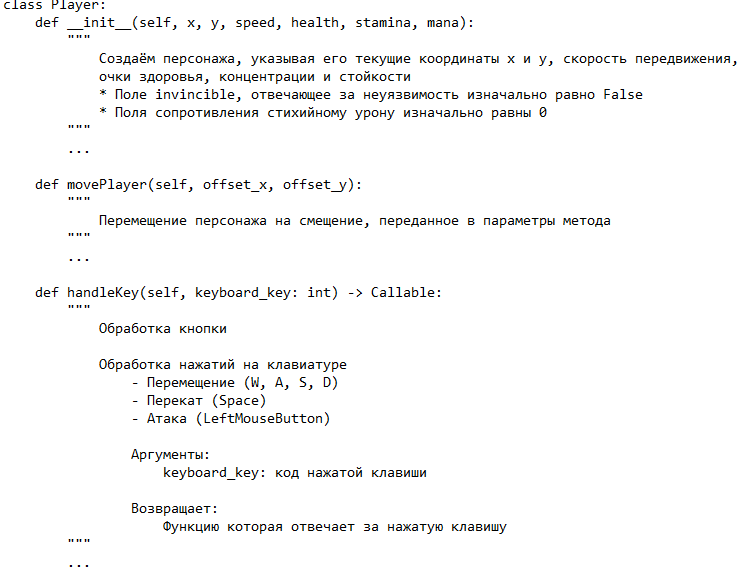 class Player:
    def __init__(self, x, y, speed, health, stamina, mana):
        """
            Создаём персонажа, указывая его текущие координаты x и y, скорость передвижения,
            очки здоровья, концентрации и стойкости
            * Поле invincible, отвечающее за неуязвимость изначально равно False
            * Поля сопротивления стихийному урону изначально равны 0
        """
        ...

    def movePlayer(self, offset_x, offset_y):
        """
            Перемещение персонажа на смещение, переданное в параметры метода
        """
        ...

    def handleKey(self, keyboard_key: int) -> Callable:
        """
            Обработка кнопки

            Обработка нажатий на клавиатуре
                - Перемещение (W, A, S, D)
                - Перекат (Space)
                - Атака (LeftMouseButton)

                Аргументы:
                    keyboard_key: код нажатой клавиши

                Возвращает:
                    Функцию которая отвечает за нажатую клавишу
        """
        ...